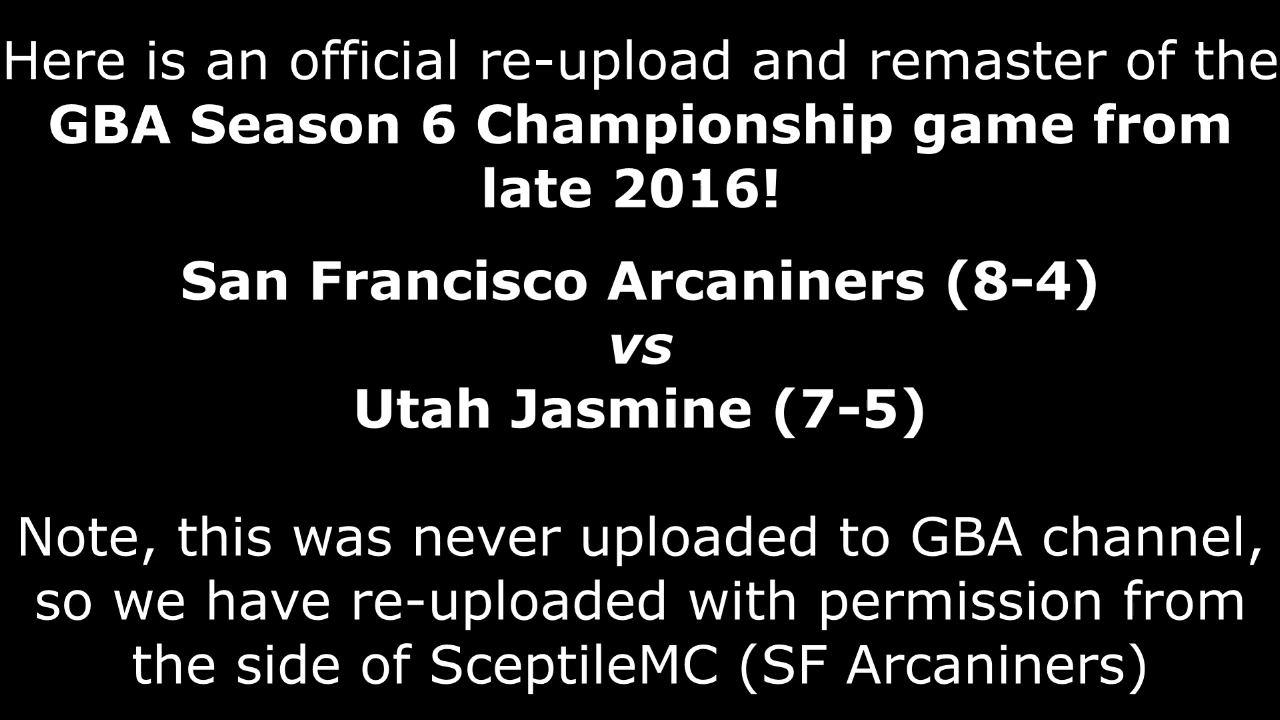 Here is an official re-upload and remaster of the
GBA Season 6 Championship game from
late 2016!
San Francisco Arcaniners (8-4)
vs
Utah Jasmine (7-5)
Note, this was never uploaded to GBA channel,
so we have re-uploaded with permission from
the side of SceptileMC (SF Arcaniners)